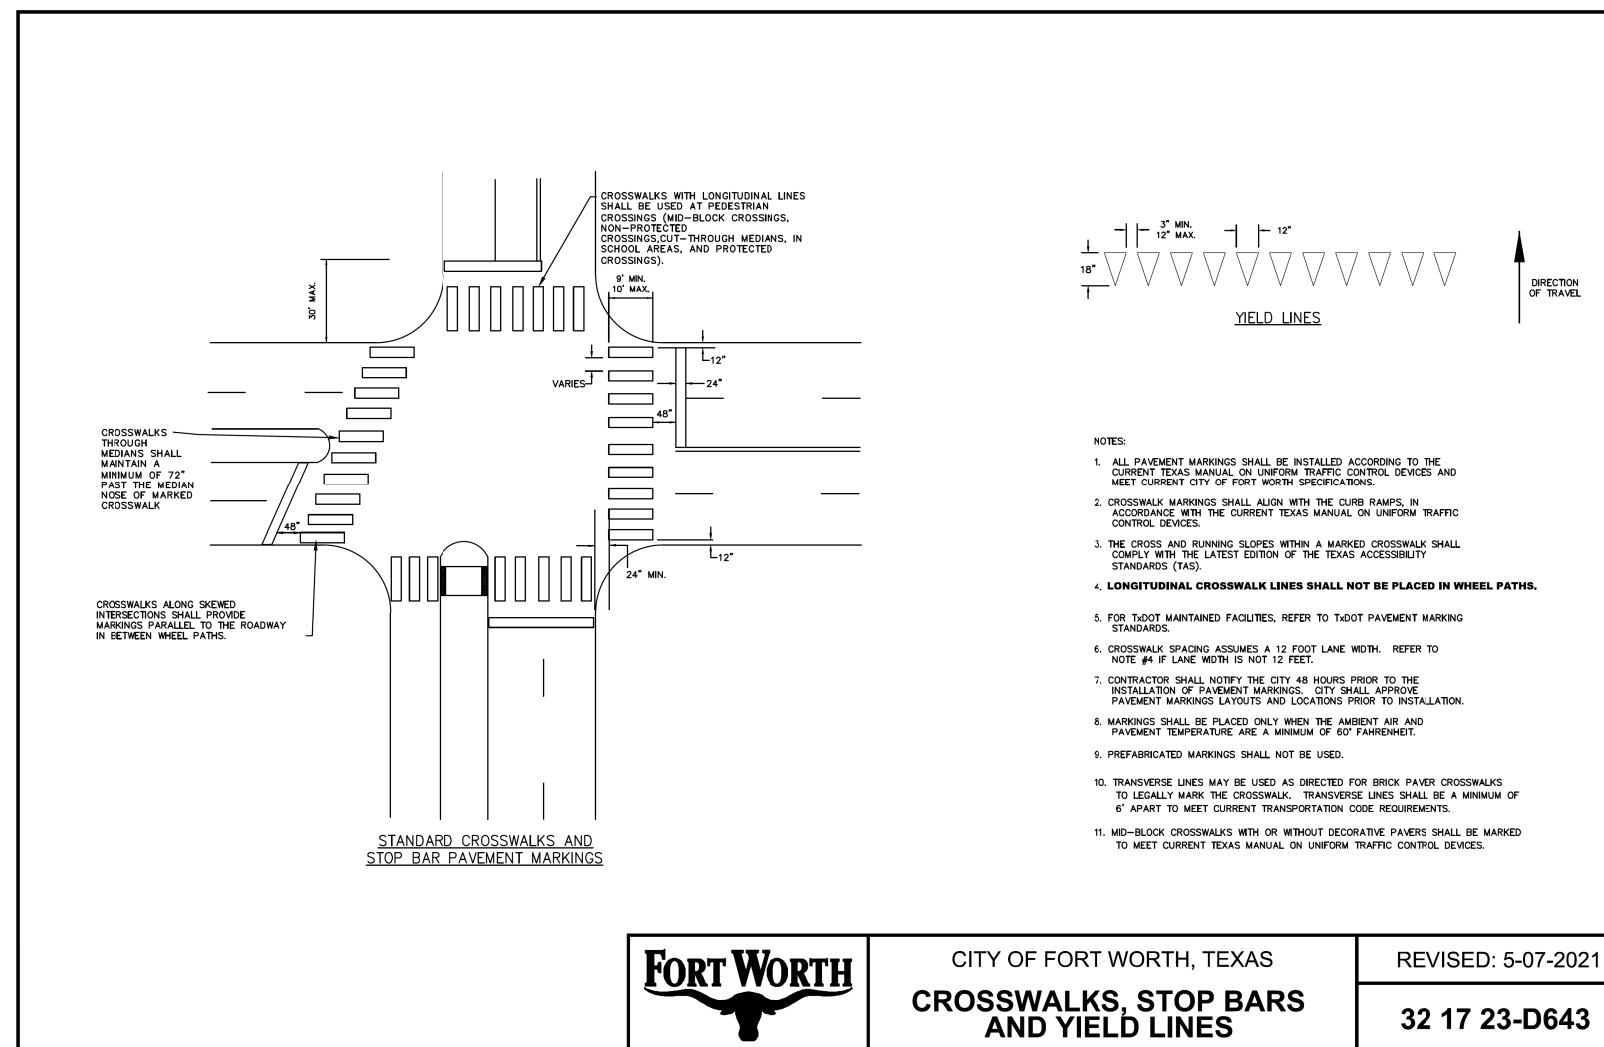 CROSSWALKS WITH LONGITUDINAL LINES
SHALL BE USED AT PEDESTRIAN
CROSSINGS (MID-BLOCK CROSSINGS,
NON-PROTECTED
CROSSINGS,CUT-THROUGH MEDIANS, IN
SCHOOL AREAS, AND PROTECTED
CROSSINGS).
9' MIN.
10' MAX.
30' MAX.
12"
VARIES
24"
48"
CROSSWALKS
THROUGH
MEDIANS SHALL
MAINTAIN A
MINIMUM OF 72"
PAST THE MEDIAN
NOSE OF MARKED
CROSSWALK
48"
12"
24" MIN.
CROSSWALKS ALONG SKEWED
INTERSECTIONS SHALL PROVIDE
MARKINGS PARALLEL TO THE ROADWAY
IN BETWEEN WHEEL PATHS.
STANDARD CROSSWALKS AND
STOP BAR PAVEMENT MARKINGS
3" MIN.
12" MAX.
12"
18"
DIRECTION
OF TRAVEL
YIELD LINES
NOTES:
1. ALL PAVEMENT MARKINGS SHALL BE INSTALLED ACCORDING TO THE
CURRENT TEXAS MANUAL ON UNIFORM TRAFFIC CONTROL DEVICES AND
MEET CURRENT CITY OF FORT WORTH SPECIFICATIONS.
2. CROSSWALK MARKINGS SHALL ALIGN WITH THE CURB RAMPS, IN
ACCORDANCE WITH THE CURRENT TEXAS MANUAL ON UNIFORM TRAFFIC
CONTROL DEVICES.
3. THE CROSS AND RUNNING SLOPES WITHIN A MARKED CROSSWALK SHALL
COMPLY WITH THE LATEST EDITION OF THE TEXAS ACCESSIBILITY
STANDARDS (TAS).
4. LONGITUDINAL CROSSWALK LINES SHALL NOT BE PLACED IN WHEEL PATHS.
5. FOR TxDOT MAINTAINED FACILITIES, REFER TO TxDOT PAVEMENT MARKING
STANDARDS.
6. CROSSWALK SPACING ASSUMES A 12 FOOT LANE WIDTH. REFER TO
NOTE #4 IF LANE WIDTH IS NOT 12 FEET.
7. CONTRACTOR SHALL NOTIFY THE CITY 48 HOURS PRIOR TO THE
INSTALLATION OF PAVEMENT MARKINGS. CITY SHALL APPROVE
PAVEMENT MARKINGS LAYOUTS AND LOCATIONS PRIOR TO INSTALLATION.
8. MARKINGS SHALL BE PLACED ONLY WHEN THE AMBIENT AIR AND
PAVEMENT TEMPERATURE ARE A MINIMUM OF 60° FAHRENHEIT.
9. PREFABRICATED MARKINGS SHALL NOT BE USED.
10. TRANSVERSE LINES MAY BE USED AS DIRECTED FOR BRICK PAVER CROSSWALKS
TO LEGALLY MARK THE CROSSWALK. TRANSVERSE LINES SHALL BE A MINIMUM OF
6' APART TO MEET CURRENT TRANSPORTATION CODE REQUIREMENTS.
11. MID-BLOCK CROSSWALKS WITH OR WITHOUT DECORATIVE PAVERS SHALL BE MARKED
TO MEET CURRENT TEXAS MANUAL ON UNIFORM TRAFFIC CONTROL DEVICES.
FORT WORTH
CITY OF FORT WORTH, TEXAS
CROSSWALKS, STOP BARS
AND YIELD LINES
REVISED: 5-07-2021
32 17 23-D643